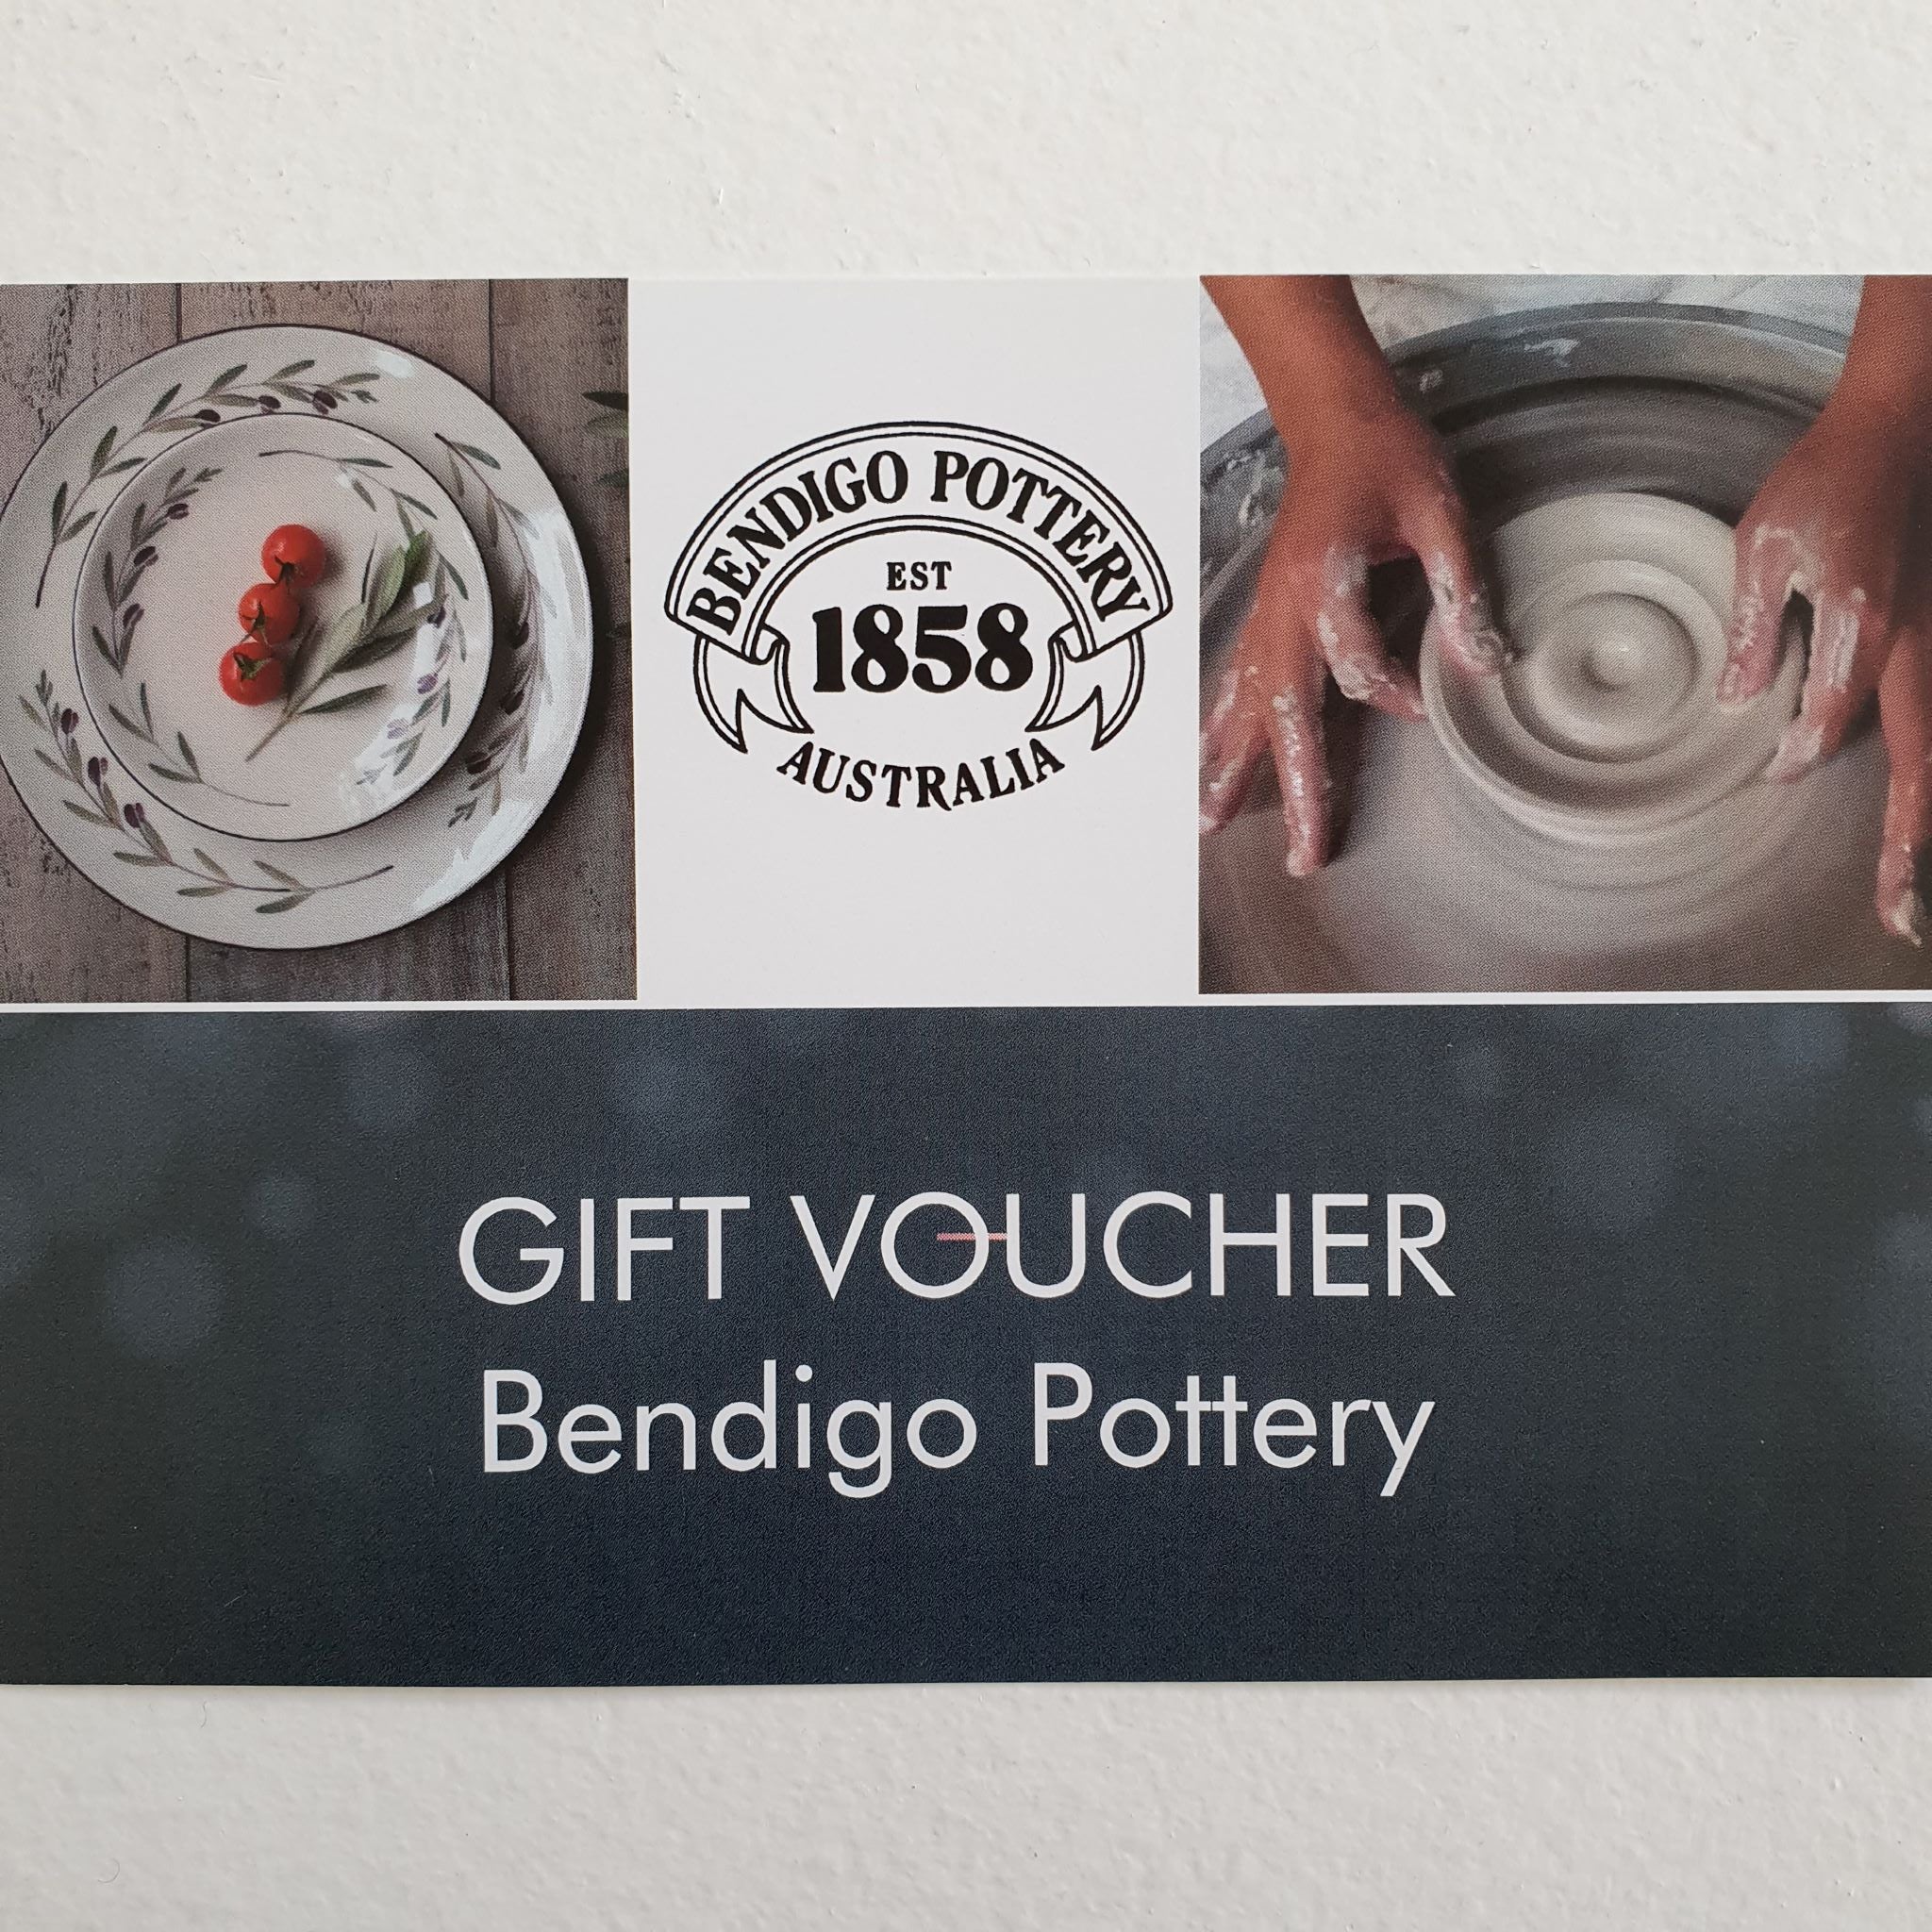 BENDIGO POTTERY
EST
1858
AUSTRALIA
GIFT VOUCHER
Bendigo Pottery